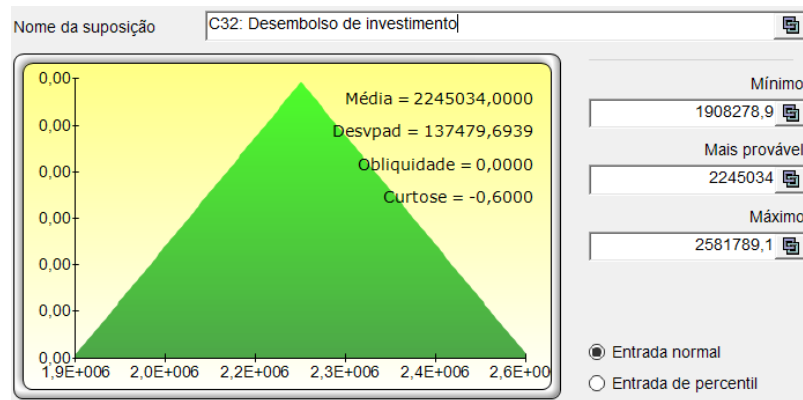 Nome da suposição
C32: Desembolso de investimento
0,00
0,00
0,00
0,00
0,00
0,00
0,00
Média = 2245034,0000
Desvpad = 137479,6939
Obliquidade = 0,0000
Curtose = -0,6000
1,9E+006 2,0E+006 2,2E+006 2,3E+006 2,4E+006 2,6E+00
Mínimo
1908278,9
Mais provável
2245034
Máximo
2581789,1
Entrada normal
Entrada de percentil